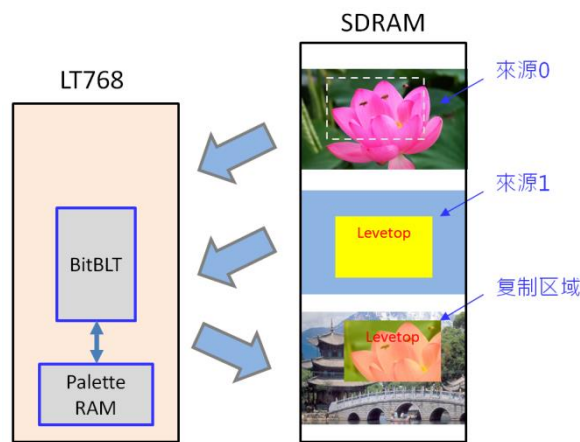 SDRAM
LT768
來源0
來源1
Levetop
BitBLT
复制区域
Levetop
Palette
RAM